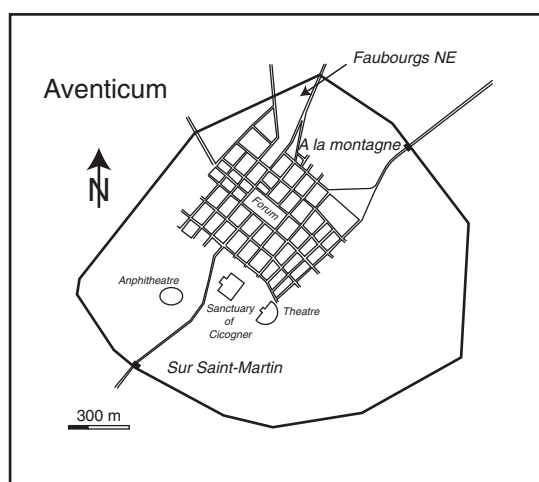 Faubourgs NE
Aventicum
A la montagne
N
Forum
Anphitheatre
Sanctuary
of
Cicogner
Theatre
Sur Saint-Martin
300 m